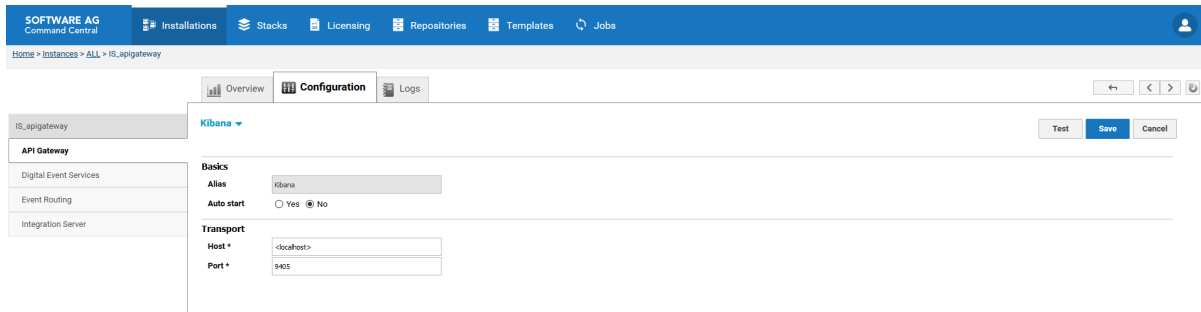 SOFTWARE AG
Command Central
Installations
Stacks
Licensing
Repositories
Templates
Jobs
Home > Instances > ALL > IS_apigateway
Overview
Configuration
Logs
IS_apigateway
API Gateway
Digital Event Services
Event Routing
Integration Server
Kibana
Test
Save
Cancel
Basics
Alias Kibana
Auto start Yes No
Transport
Host * <localhost>
Port * 9405